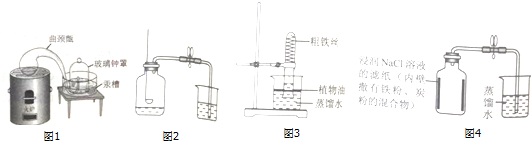 曲颈甑
玻璃钟罩
汞槽
图1
图2
粗铁丝
植物油
蒸馏水
图3
浸润NaCl溶液
的滤纸（内壁
撒有铁粉、炭
粉的混合物）
蒸
馏
水
图4